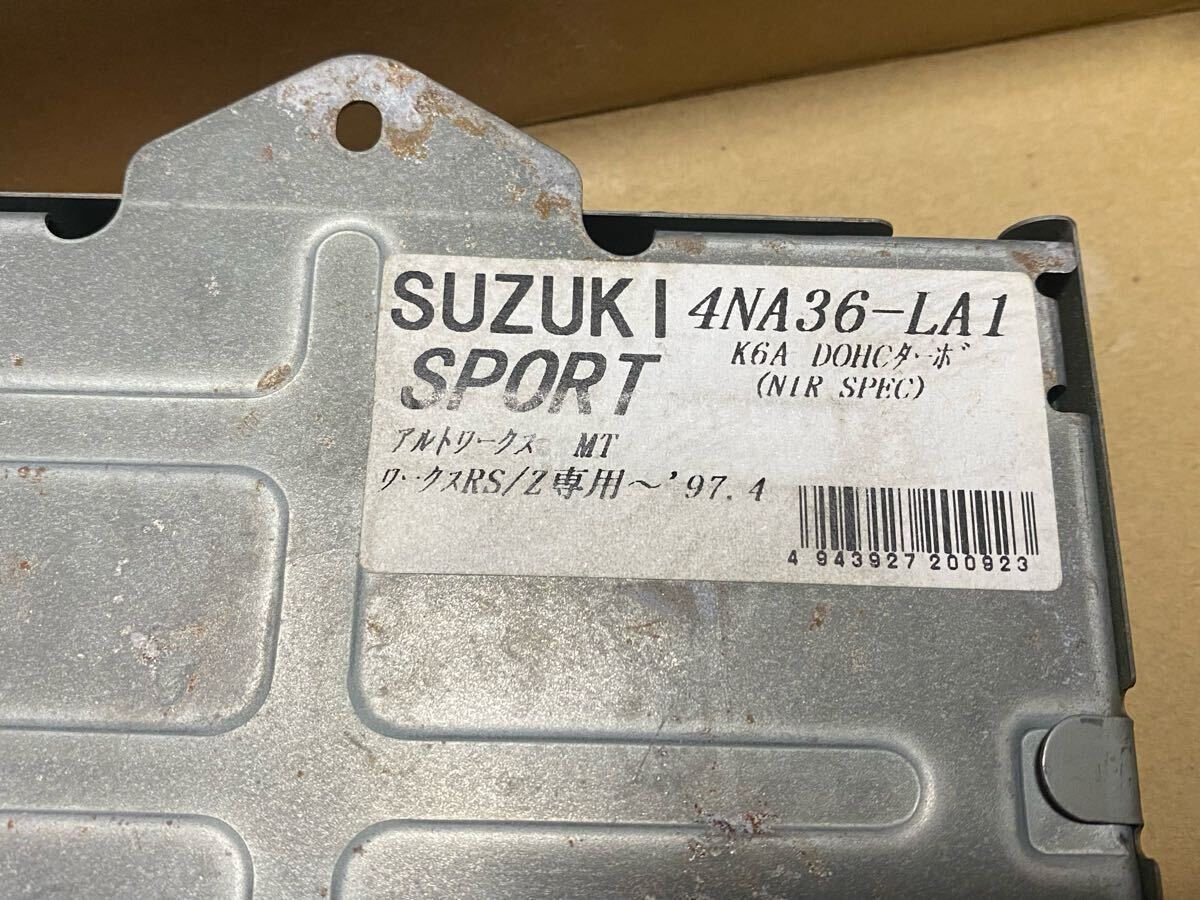 SUZUKI 4NA36-LA1
SPORT K6A DOHCターボ
(N1R SPEC)
アルトワークス MT
ワークスRS/Z専用～'97.4
4 943927 200923